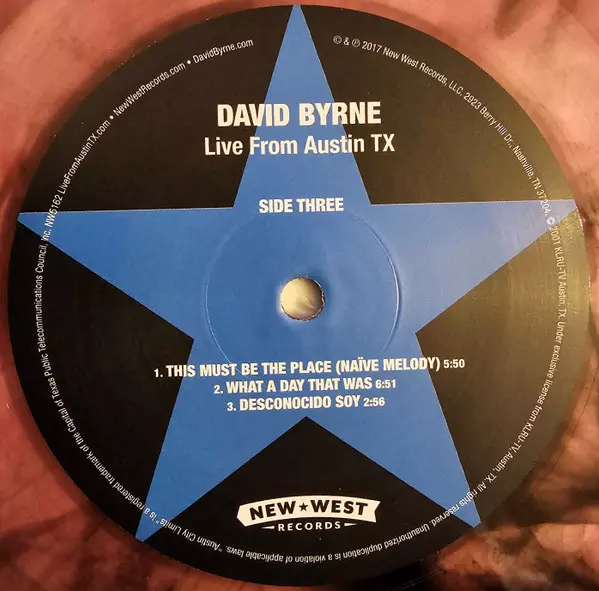 DAVID BYRNE
Live From Austin TX
SIDE THREE
1. THIS MUST BE THE PLACE (NAÏVE MELODY) 5:50
2. WHAT A DAY THAT WAS 6:51
3. DESCONOCIDO SOY 2:56
NEW★WEST
RECORDS
© & ℗ 2017 New West Records, LLC. 2923 Berry Hill Dr., Nashville, TN 37204. © 2001 KLRU-TV Austin, TX. Under exclusive license from KLRU-TV, Austin, TX. All rights reserved. Unauthorized duplication is a violation of applicable laws. "Austin City Limits" is a registered trademark of the Capital of Texas Public Telecommunications Council, Inc. NW5162 LiveFromAustinTX.com • NewWestRecords.com • DavidByrne.com